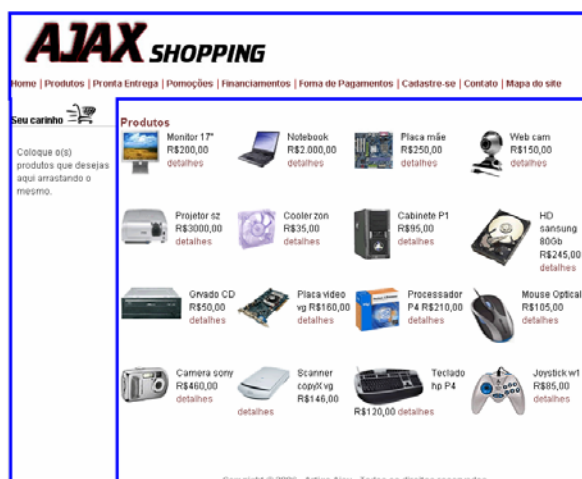 AJAX SHOPPING
Home | Produtos | Pronta Entrega | Pomoções | Financiamentos | Foma de Pagamentos | Cadastre-se | Contato | Mapa do site
Seu carinho
Coloque o(s)
produtos que desejas
aqui arrastando o
mesmo.
Produtos
Monitor 17"
R$200,00
detalhes
Notebook
R$2.000,00
detalhes
Placa mãe
R$250,00
detalhes
Web cam
R$150,00
detalhes
Projetor sz
R$3000,00
detalhes
Cooler zon
R$35,00
detalhes
Cabinete P1
R$95,00
detalhes
HD
sansung
80Gb
R$245,00
detalhes
Grvado CD
R$50,00
detalhes
Placa video
vg R$160,00
detalhes
Processador
P4 R$210,00
detalhes
Mouse Optical
R$105,00
detalhes
Camera sony
R$460,00
detalhes
Scanner
copyX vg
R$146,00
detalhes
Teclado
hp P4
R$120,00 detalhes
Joystick w1
R$85,00
detalhes